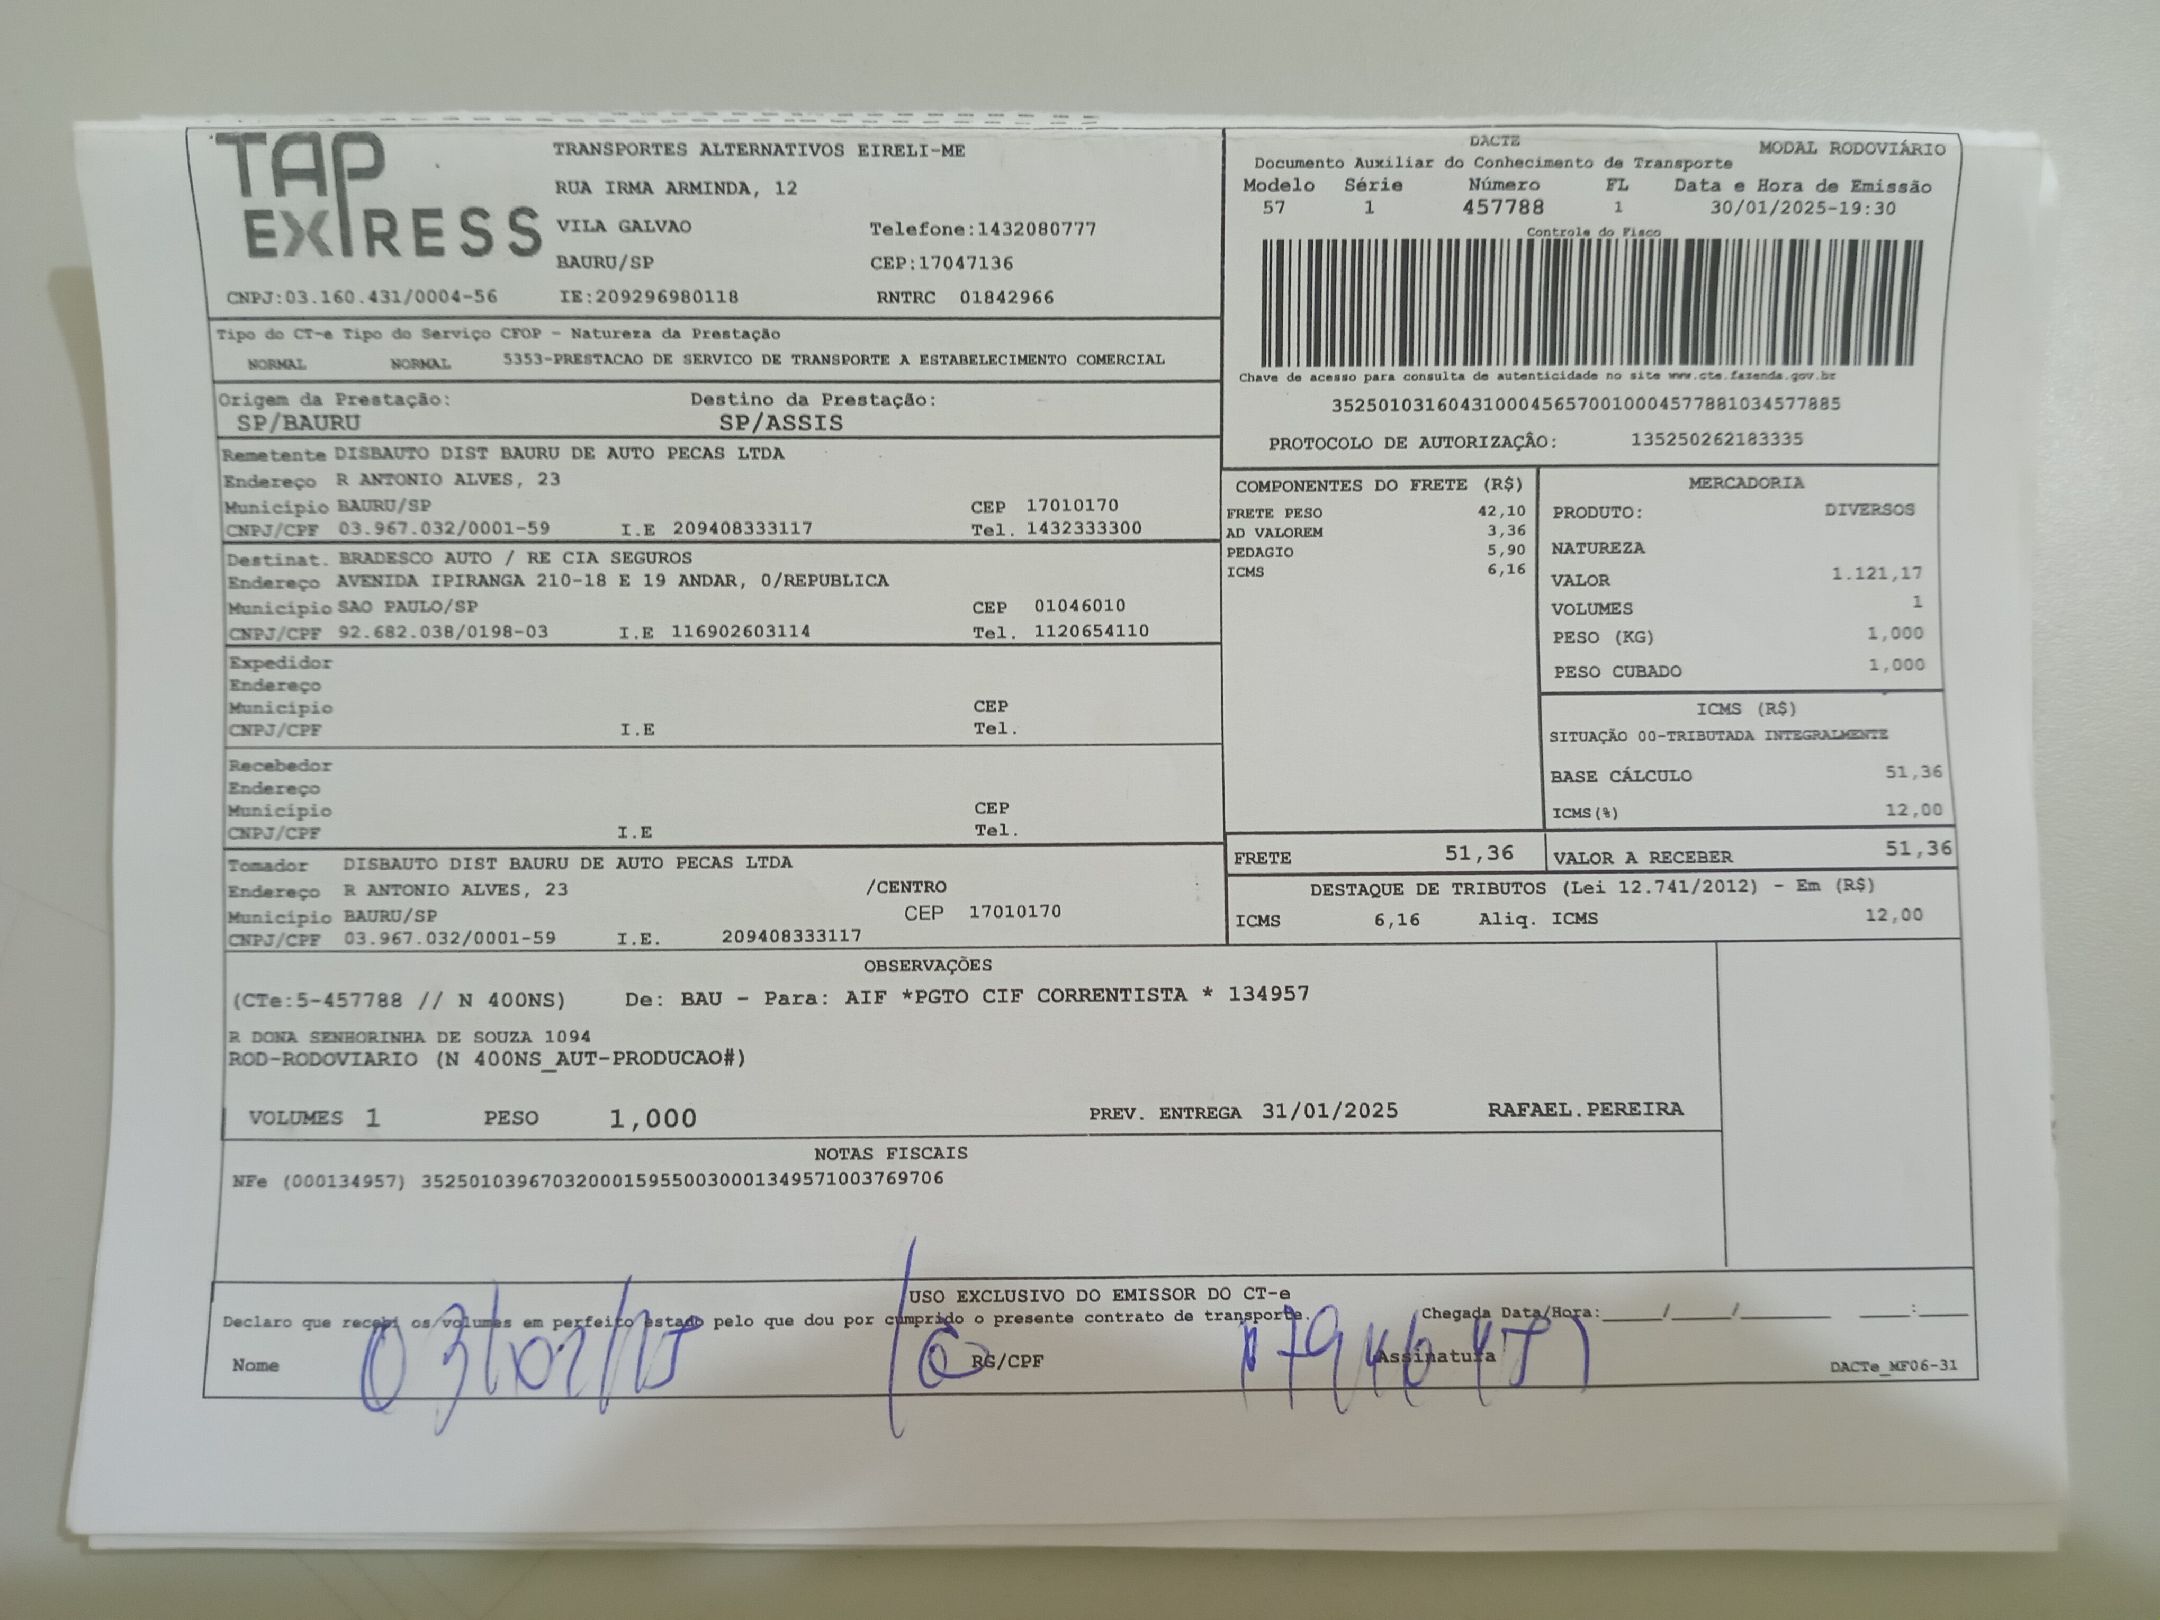 TAP EXPRESS
TRANSPORTES ALTERNATIVOS EIRELI-ME
RUA IRMA ARMINDA, 12
VILA GALVAO Telefone:1432080777
BAURU/SP CEP:17047136
CNPJ:03.160.431/0004-56 IE:209296980118 RNTRC 01842966
DACTE MODAL RODOVIÁRIO
Documento Auxiliar do Conhecimento de Transporte
Modelo Série Número FL Data e Hora de Emissão
57 1 457788 1 30/01/2025-19:30
Controle do Fisco
Chave de acesso para consulta de autenticidade no site www.cte.fazenda.gov.br
35250103160431000456570010004577881034577885
PROTOCOLO DE AUTORIZAÇÂO: 135250262183335
Tipo do CT-e Tipo do Serviço CFOP - Natureza da Prestação
NORMAL NORMAL 5353-PRESTACAO DE SERVICO DE TRANSPORTE A ESTABELECIMENTO COMERCIAL
Origem da Prestação: Destino da Prestação:
SP/BAURU SP/ASSIS
Remetente DISBAUTO DIST BAURU DE AUTO PECAS LTDA
Endereço R ANTONIO ALVES, 23
Município BAURU/SP CEP 17010170
CNPJ/CPF 03.967.032/0001-59 I.E 209408333117 Tel. 1432333300
Destinat. BRADESCO AUTO / RE CIA SEGUROS
Endereço AVENIDA IPIRANGA 210-18 E 19 ANDAR, 0/REPUBLICA
Município SAO PAULO/SP CEP 01046010
CNPJ/CPF 92.682.038/0198-03 I.E 116902603114 Tel. 1120654110
Expedidor
Endereço
Município CEP
CNPJ/CPF I.E Tel.
Recebedor
Endereço
Município CEP
CNPJ/CPF I.E Tel.
Tomador DISBAUTO DIST BAURU DE AUTO PECAS LTDA
Endereço R ANTONIO ALVES, 23 /CENTRO
Município BAURU/SP CEP 17010170
CNPJ/CPF 03.967.032/0001-59 I.E. 209408333117
COMPONENTES DO FRETE (R$)
FRETE PESO 42,10
AD VALOREM 3,36
PEDAGIO 5,90
ICMS 6,16
MERCADORIA
PRODUTO: DIVERSOS
NATUREZA
VALOR 1.121,17
VOLUMES 1
PESO (KG) 1,000
PESO CUBADO 1,000
ICMS (R$)
SITUAÇÃO 00-TRIBUTADA INTEGRALMENTE
BASE CÁLCULO 51,36
ICMS(%) 12,00
FRETE 51,36 VALOR A RECEBER 51,36
DESTAQUE DE TRIBUTOS (Lei 12.741/2012) - Em (R$)
ICMS 6,16 Aliq. ICMS 12,00
OBSERVAÇÕES
(CTe:5-457788 // N 400NS) De: BAU - Para: AIF *PGTO CIF CORRENTISTA * 134957
R DONA SENHORINHA DE SOUZA 1094
ROD-RODOVIARIO (N 400NS_AUT-PRODUCAO#)
VOLUMES 1 PESO 1,000 PREV. ENTREGA 31/01/2025 RAFAEL.PEREIRA
NOTAS FISCAIS
NFe (000134957) 35250103967032000159550030001349571003769706
USO EXCLUSIVO DO EMISSOR DO CT-e
Declaro que recebi os volumes em perfeito estado pelo que dou por cumprido o presente contrato de transporte. Chegada Data/Hora:_____/_____/________ ____:____
Nome 03/02/25 RG/CPF Assinatura DACTe_MF06-31